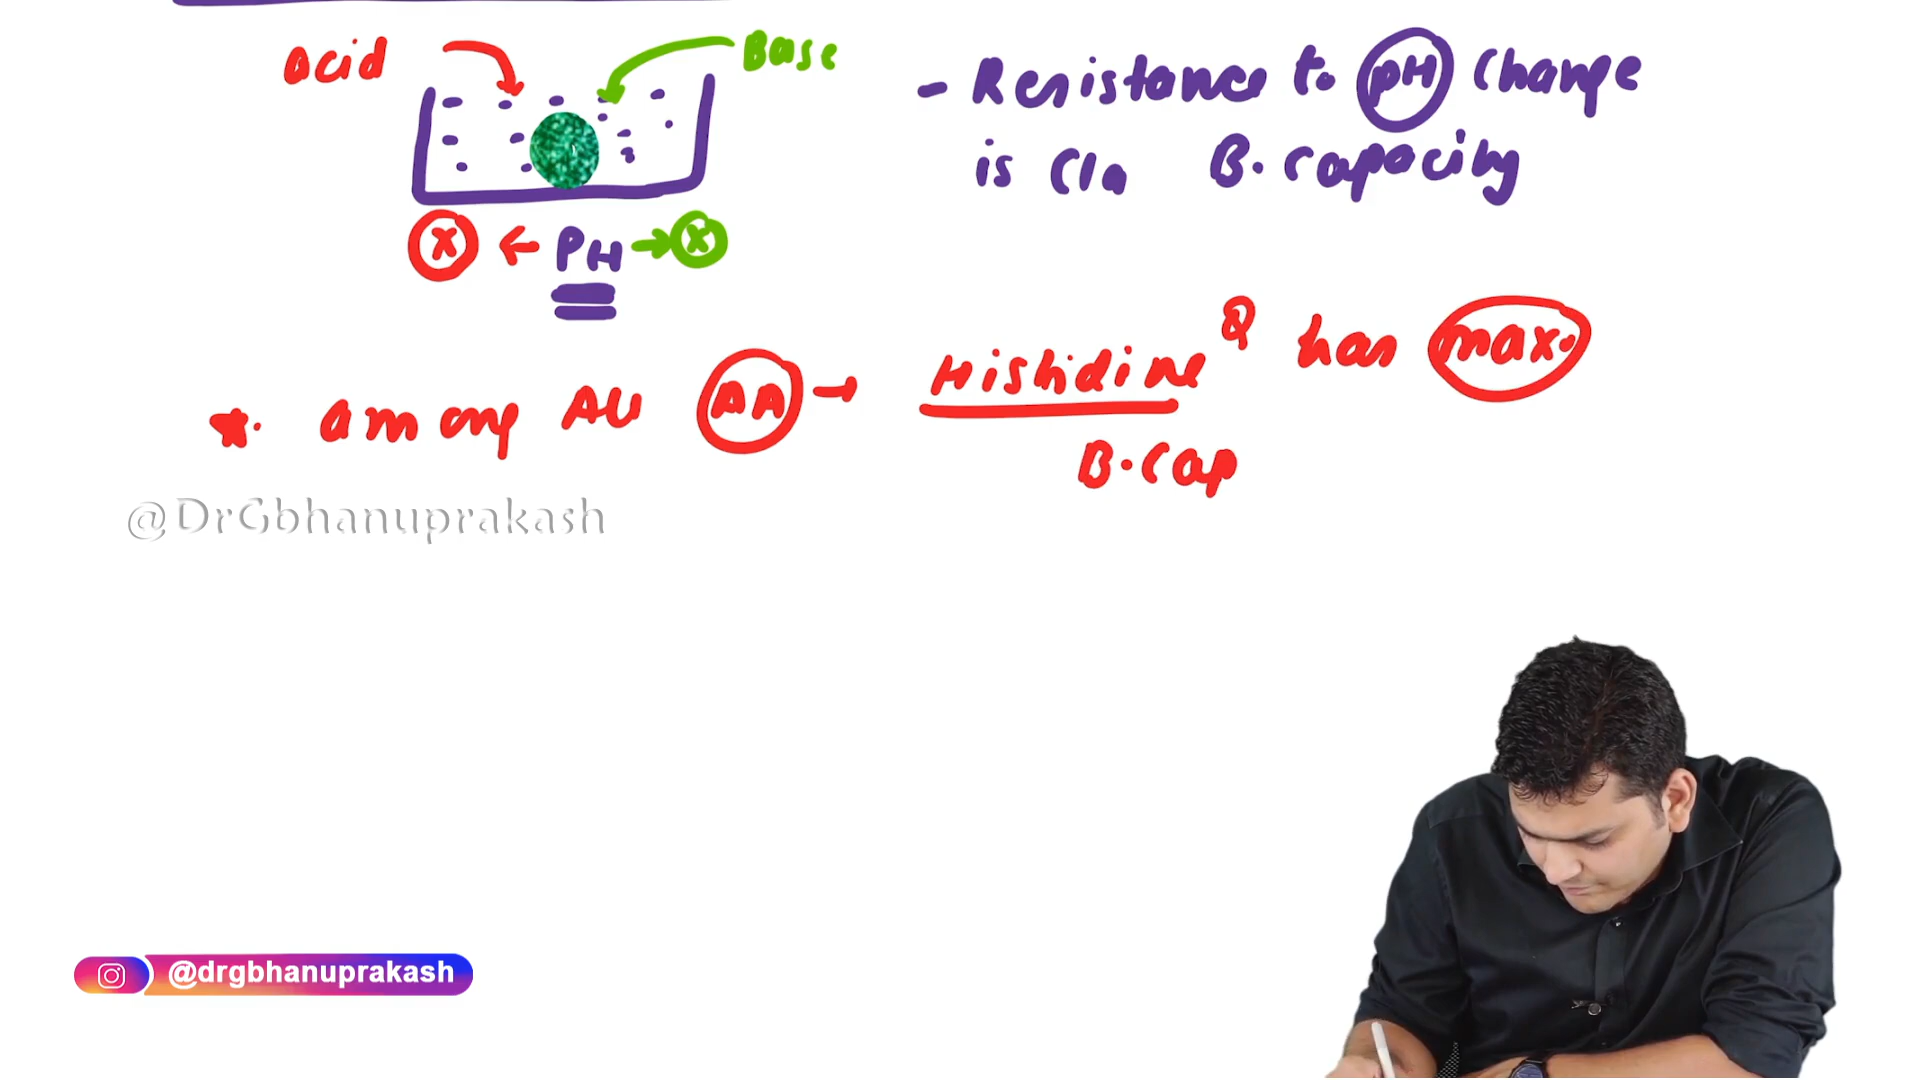 acid
Base
- Resistance to pH change
is Cla B. capacity
x ← PH → x
* among All AA → Histidine has max.
B. Cap
@DrGbhanuprakash
@drgbhanuprakash